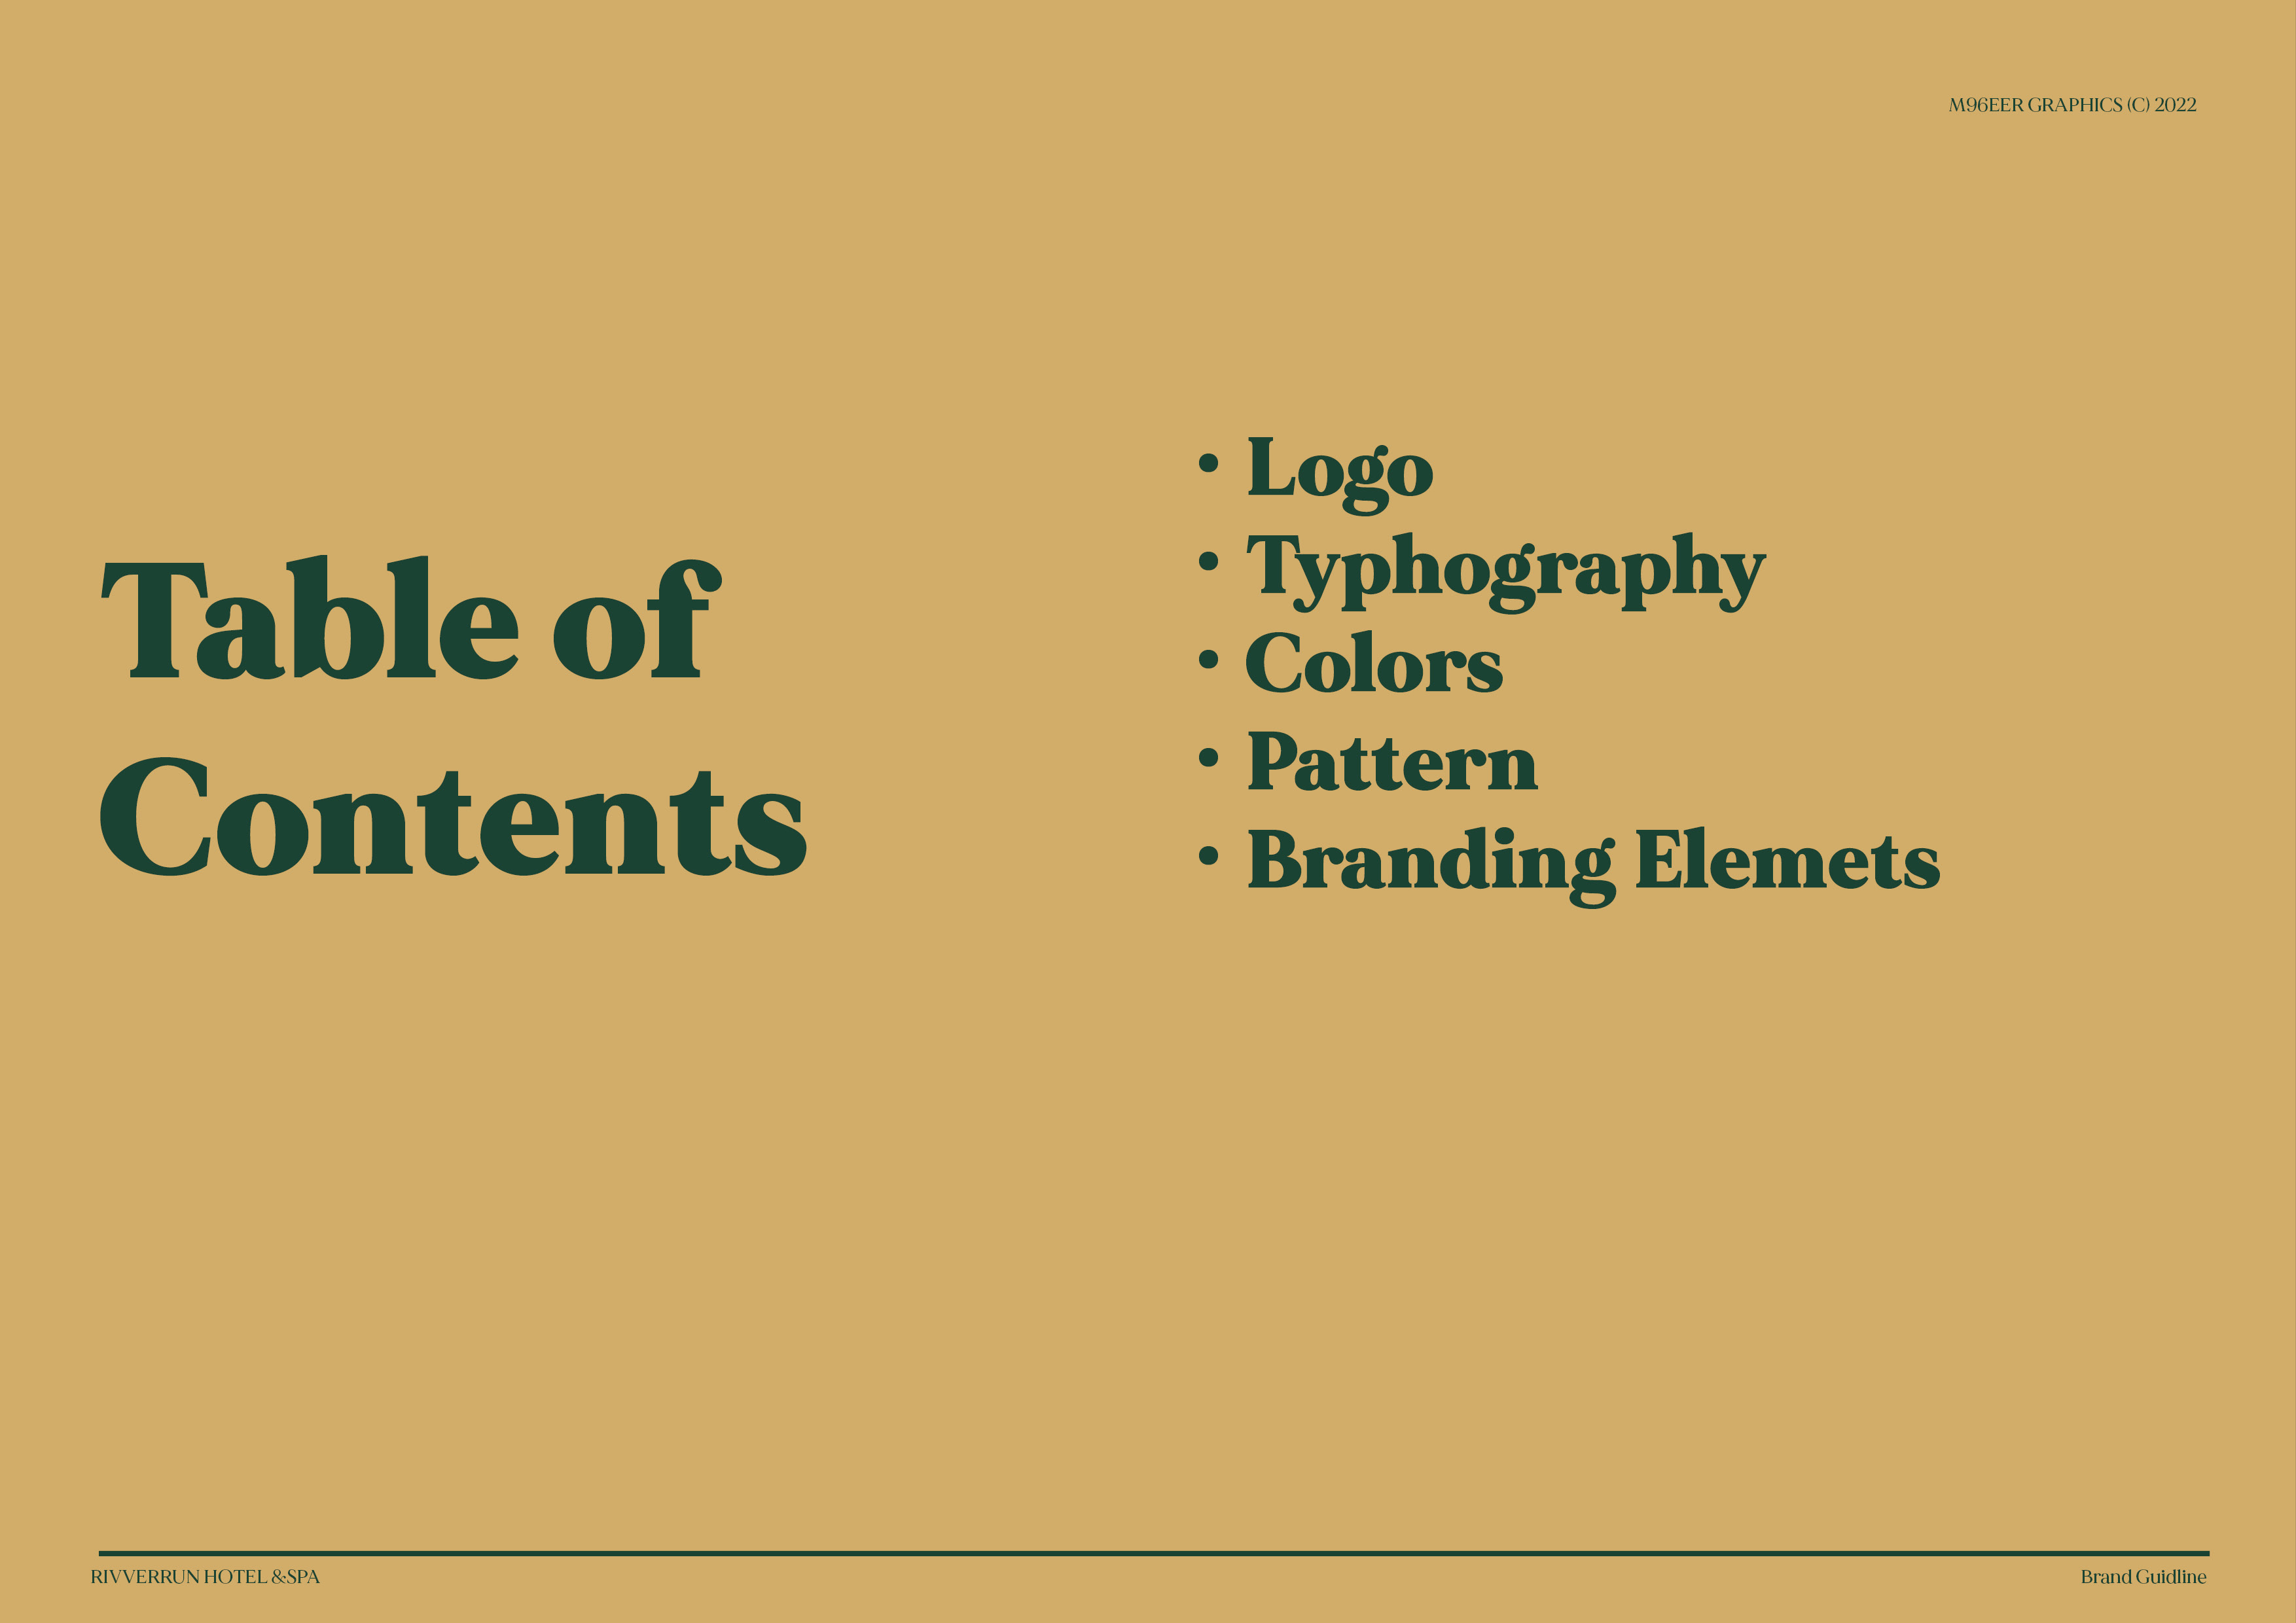 M96EER GRAPHICS (C) 2022
Table of
Contents
• Logo
• Typhography
• Colors
• Pattern
• Branding Elemets
RIVVERRUN HOTEL &SPA
Brand Guidline